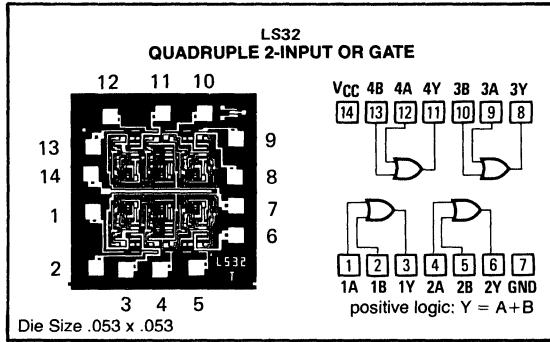 LS32
QUADRUPLE 2-INPUT OR GATE
12 11 10
13
14
1
2
9
8
7
6
3 4 5
LS32
T
Die Size .053 x .053
VCC 4B 4A 4Y 3B 3A 3Y
14 13 12 11 10 9 8
1 2 3 4 5 6 7
1A 1B 1Y 2A 2B 2Y GND
positive logic: Y = A+B